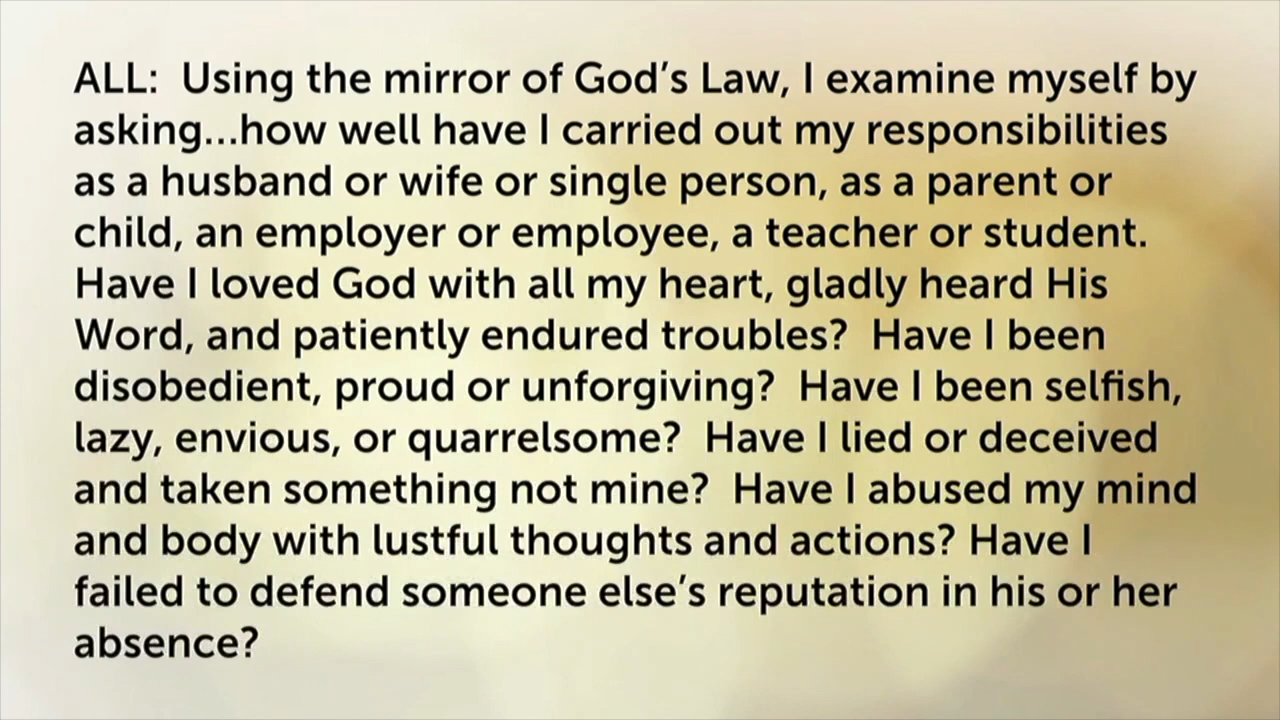 ALL:  Using the mirror of God’s Law, I examine myself by
asking...how well have I carried out my responsibilities
as a husband or wife or single person, as a parent or
child, an employer or employee, a teacher or student.
Have I loved God with all my heart, gladly heard His
Word, and patiently endured troubles?  Have I been
disobedient, proud or unforgiving?  Have I been selfish,
lazy, envious, or quarrelsome?  Have I lied or deceived
and taken something not mine?  Have I abused my mind
and body with lustful thoughts and actions? Have I
failed to defend someone else’s reputation in his or her
absence?